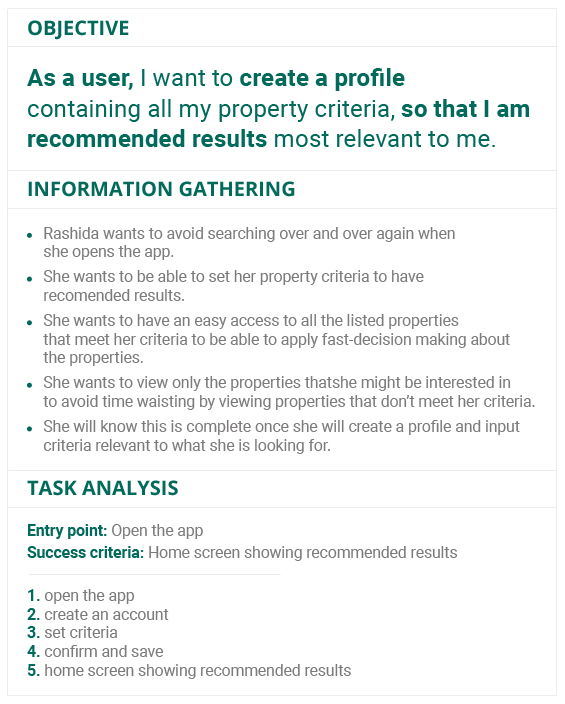 OBJECTIVE
As a user, I want to create a profile
containing all my property criteria, so that I am
recommended results most relevant to me.
INFORMATION GATHERING
• Rashida wants to avoid searching over and over again when
she opens the app.
• She wants to be able to set her property criteria to have
recomended results.
• She wants to have an easy access to all the listed properties
that meet her criteria to be able to apply fast-decision making about
the properties.
• She wants to view only the properties thatshe might be interested in
to avoid time waisting by viewing properties that don't meet her criteria.
• She will know this is complete once she will create a profile and input
criteria relevant to what she is looking for.
TASK ANALYSIS
Entry point: Open the app
Success criteria: Home screen showing recommended results
1. open the app
2. create an account
3. set criteria
4. confirm and save
5. home screen showing recommended results